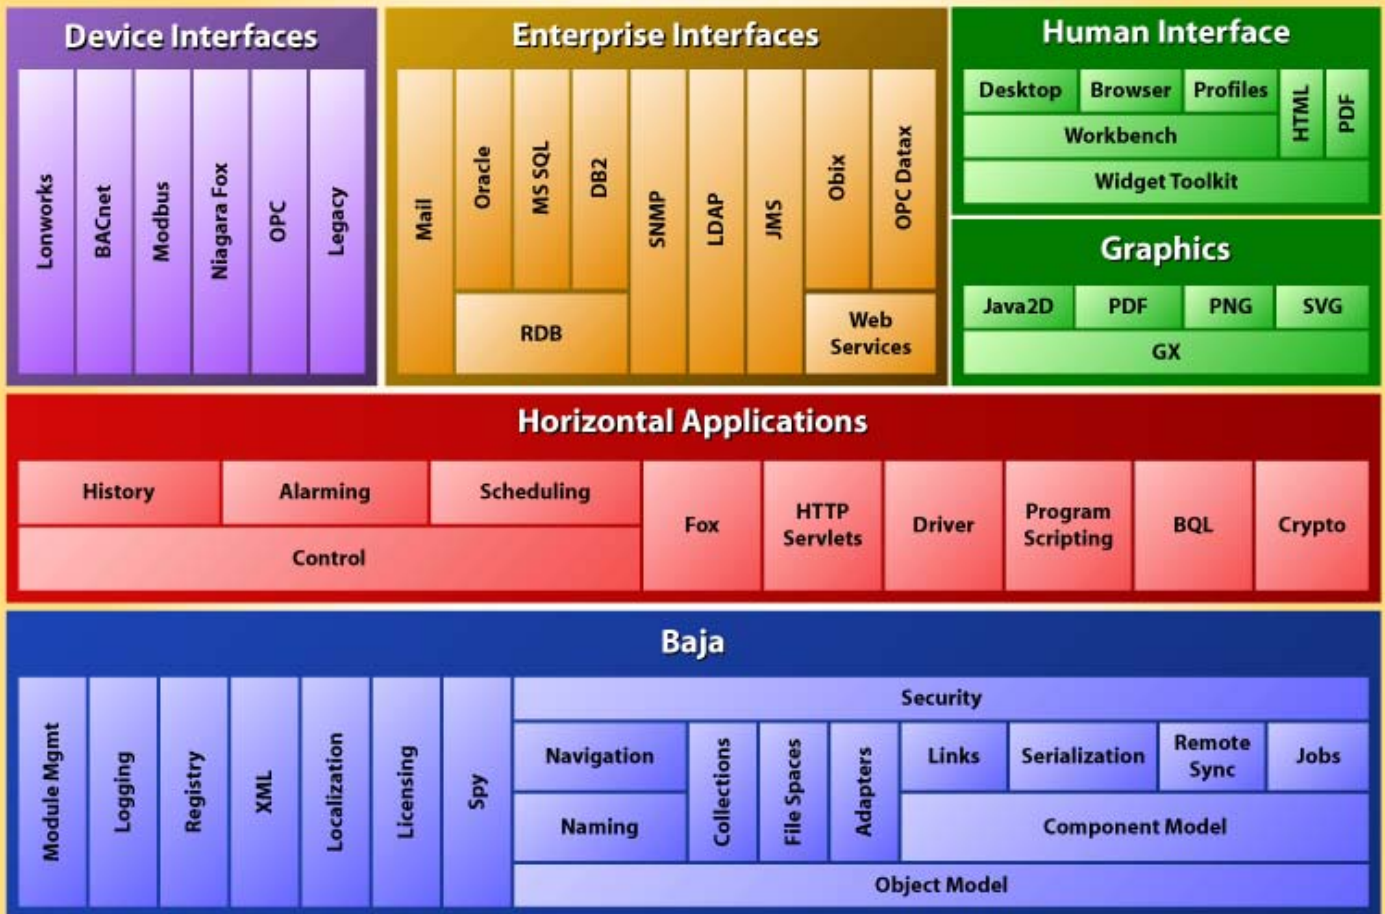 Device Interfaces
Lonworks
BACnet
Modbus
Niagara Fox
OPC
Legacy
Enterprise Interfaces
Mail
Oracle
MS SQL
DB2
RDB
SNMP
LDAP
JMS
Obix
OPC Datax
Web
Services
Human Interface
Desktop
Browser
Profiles
HTML
PDF
Workbench
Widget Toolkit
Graphics
Java2D
PDF
PNG
SVG
GX
Horizontal Applications
History
Alarming
Scheduling
Control
Fox
HTTP
Servlets
Driver
Program
Scripting
BQL
Crypto
Baja
Module Mgmt
Logging
Registry
XML
Localization
Licensing
Spy
Security
Navigation
Naming
Collections
File Spaces
Adapters
Links
Serialization
Remote
Sync
Jobs
Component Model
Object Model